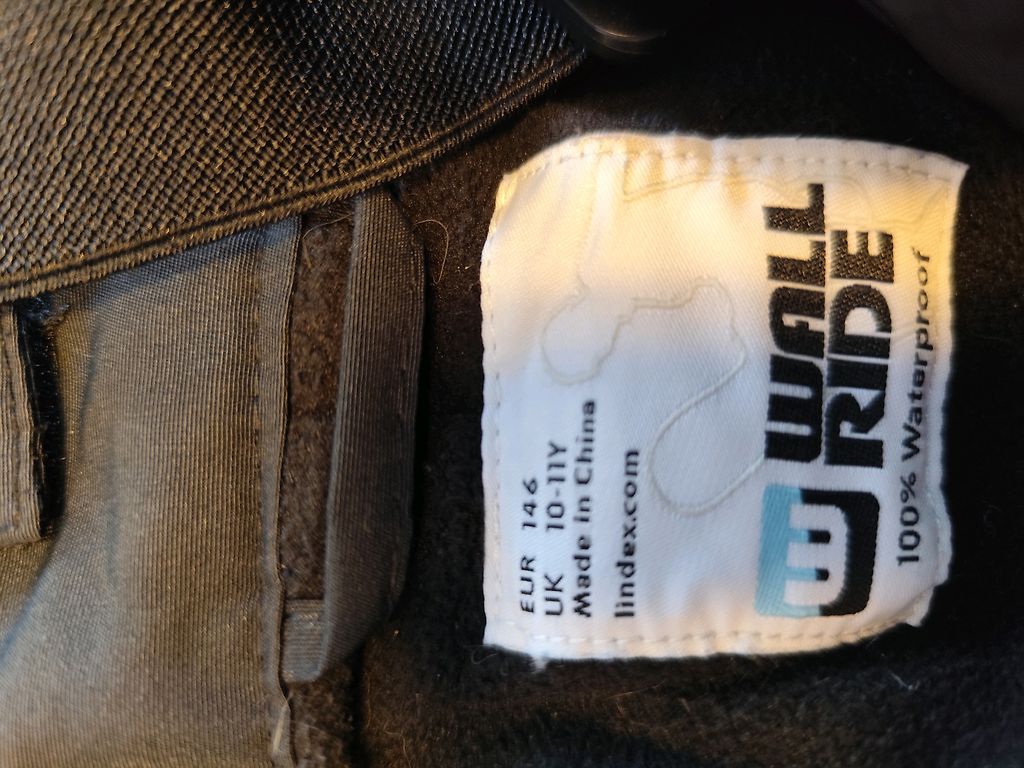 EUR 146
UK 10-11Y
Made in China
lindex.com
WALL
RIDE
100% Waterproof